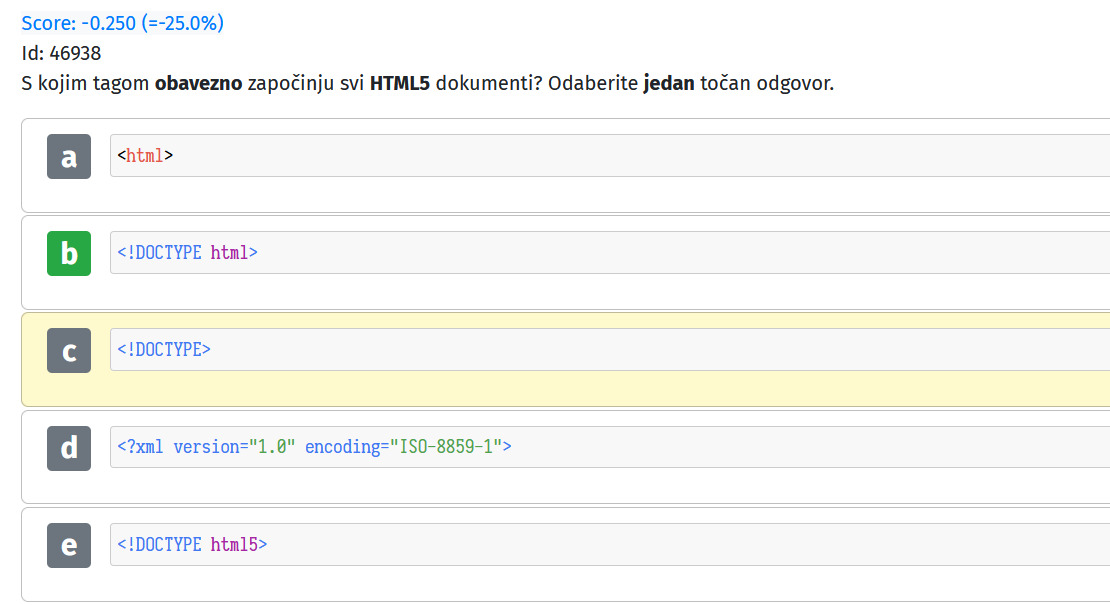 Score: -0.250 (=-25.0%)
Id: 46938
S kojim tagom obavezno započinju svi HTML5 dokumenti? Odaberite jedan točan odgovor.
a <html>
b <!DOCTYPE html>
c <!DOCTYPE>
d <?xml version="1.0" encoding="ISO-8859-1">
e <!DOCTYPE html5>